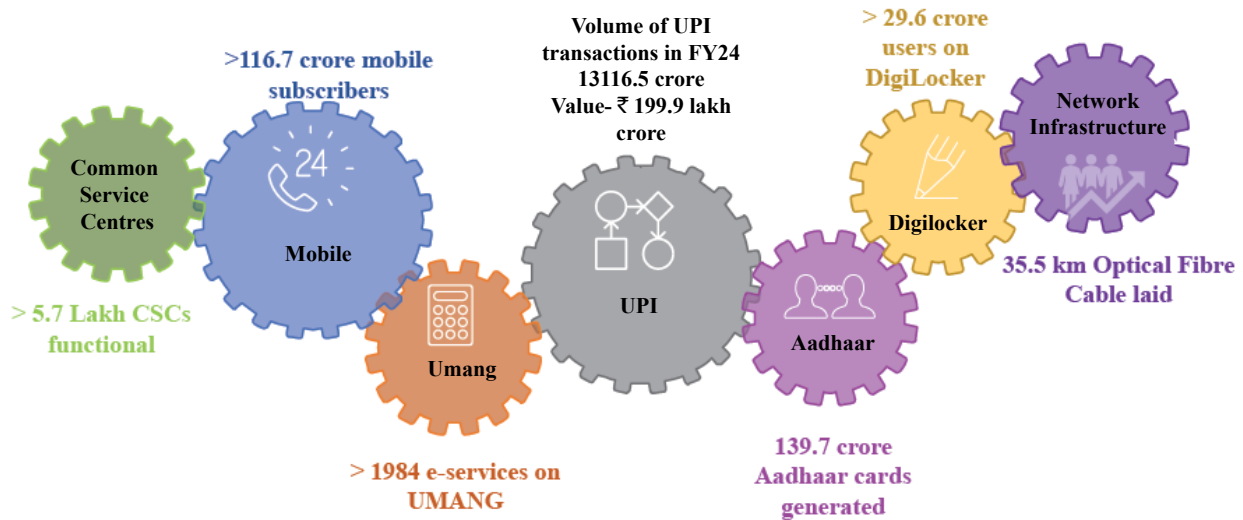 Common
Service
Centres
> 5.7 Lakh CSCs
functional
>116.7 crore mobile
subscribers
24
Mobile
Umang
> 1984 e-services on
UMANG
Volume of UPI
transactions in FY24
13116.5 crore
Value- ₹ 199.9 lakh
crore
UPI
Aadhaar
139.7 crore
Aadhaar cards
generated
> 29.6 crore
users on
DigiLocker
Digilocker
Network
Infrastructure
35.5 km Optical Fibre
Cable laid